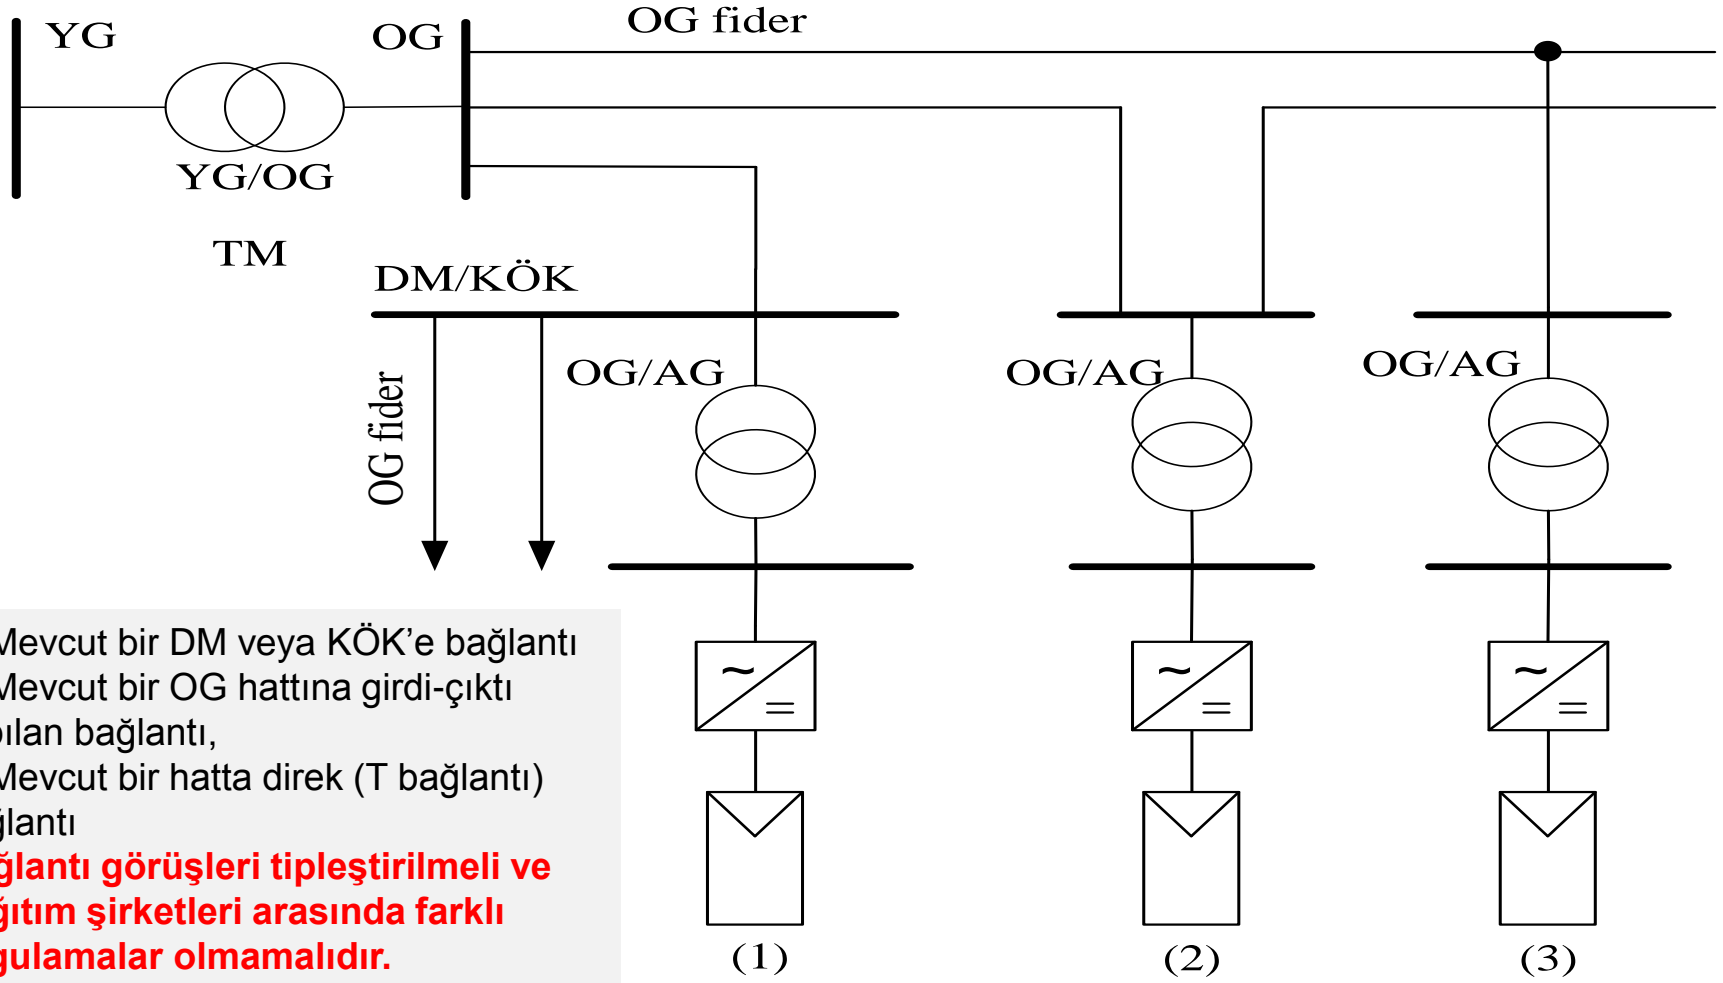 YG
OG
OG fider
YG/OG
TM
DM/KÖK
OG fider
OG/AG
OG/AG
OG/AG
~
=
~
=
~
=
Mevcut bir DM veya KÖK’e bağlantı
Mevcut bir OG hattına girdi-çıktı
pılan bağlantı,
Mevcut bir hatta direk (T bağlantı)
ğlantı
ğlantı görüşleri tipleştirilmeli ve
ğıtım şirketleri arasında farklı
gulamalar olmamalıdır.
(1)
(2)
(3)